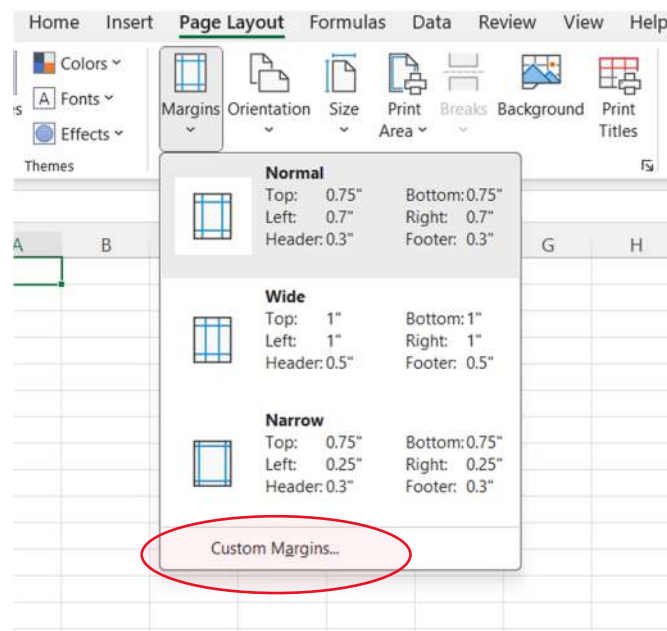 Home Insert Page Layout Formulas Data Review View Help
Colors
Fonts
Effects
Themes
Margins Orientation Size Print Area Breaks Background Print Titles
A B G H
Normal
Top: 0.75" Bottom: 0.75"
Left: 0.7" Right: 0.7"
Header: 0.3" Footer: 0.3"
Wide
Top: 1" Bottom: 1"
Left: 1" Right: 1"
Header: 0.5" Footer: 0.5"
Narrow
Top: 0.75" Bottom: 0.75"
Left: 0.25" Right: 0.25"
Header: 0.3" Footer: 0.3"
Custom Margins...